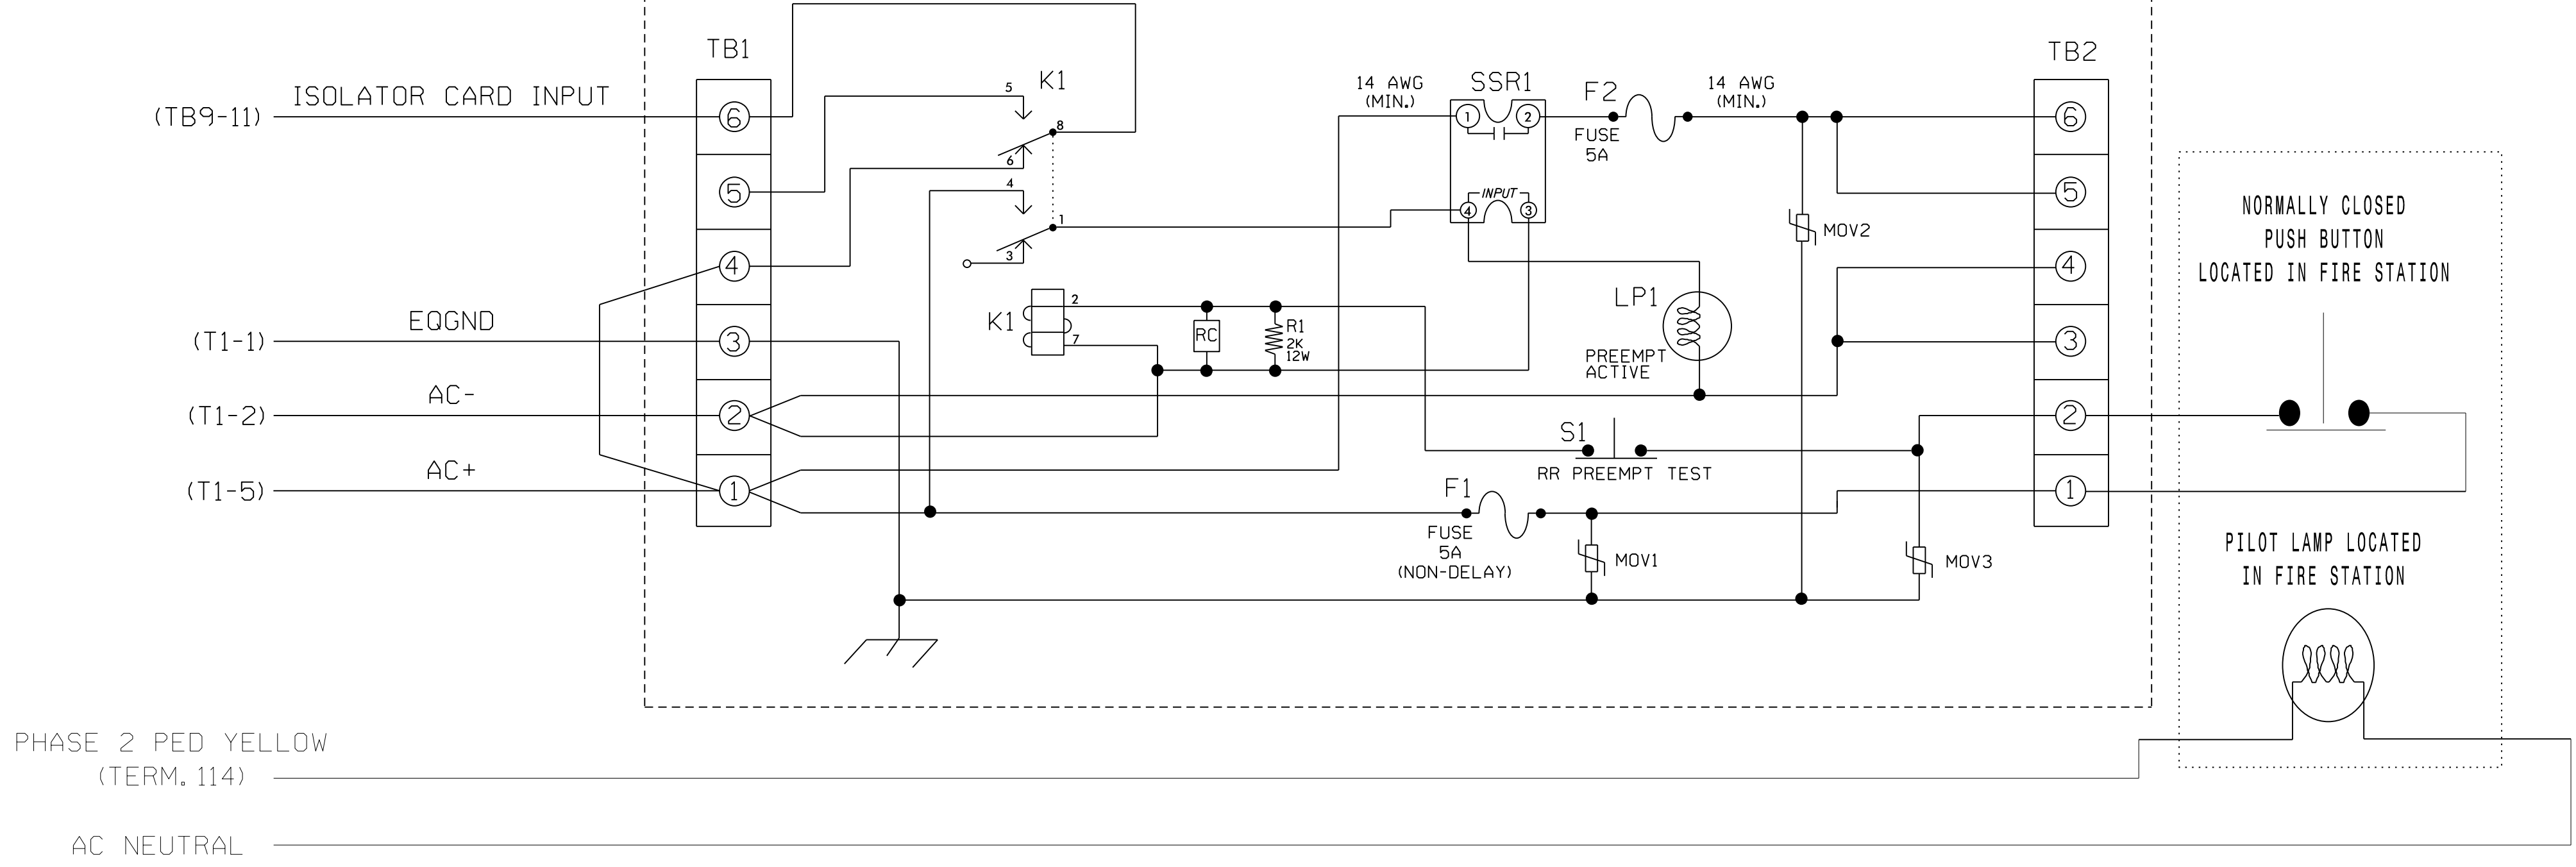 TB1
(TB9-11)
ISOLATOR CARD INPUT
6
5
4
(T1-1)
EQGND
3
(T1-2)
AC-
2
(T1-5)
AC+
1
K1
5
8
6
4
1
3
K1
2
7
RC
R1
2K
12W
14 AWG
(MIN.)
SSR1
1
2
INPUT
4
3
F2
FUSE
5A
14 AWG
(MIN.)
MOV2
LP1
PREEMPT
ACTIVE
S1
RR PREEMPT TEST
F1
FUSE
5A
(NON-DELAY)
MOV1
MOV3
TB2
6
5
4
3
2
1
NORMALLY CLOSED
PUSH BUTTON
LOCATED IN FIRE STATION
PILOT LAMP LOCATED
IN FIRE STATION
PHASE 2 PED YELLOW
(TERM. 114)
AC NEUTRAL